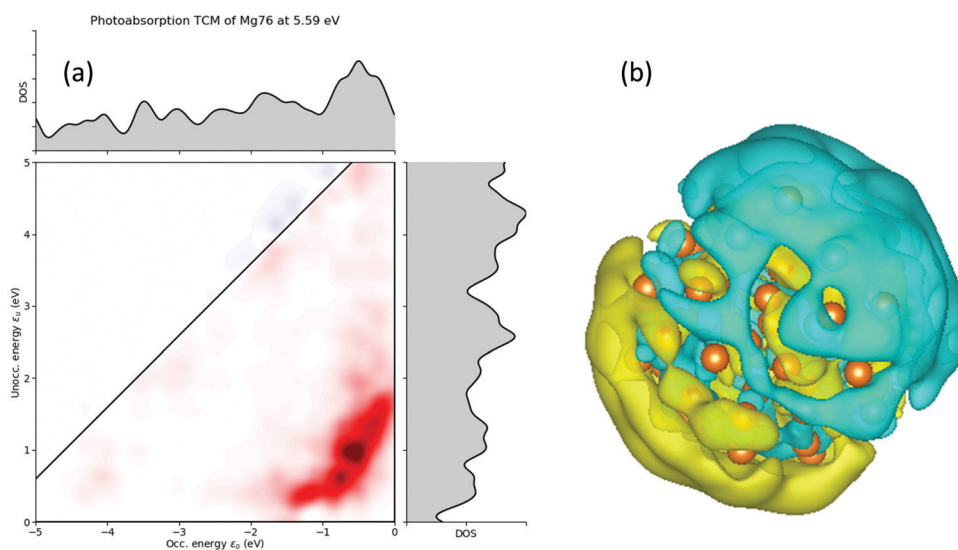 Photoabsorption TCM of Mg76 at 5.59 eV
(a)
(b)
DOS
5
4
3
2
1
0
Unocc. energy εu (eV)
−5 −4 −3 −2 −1 0
Occ. energy εo (eV)
DOS